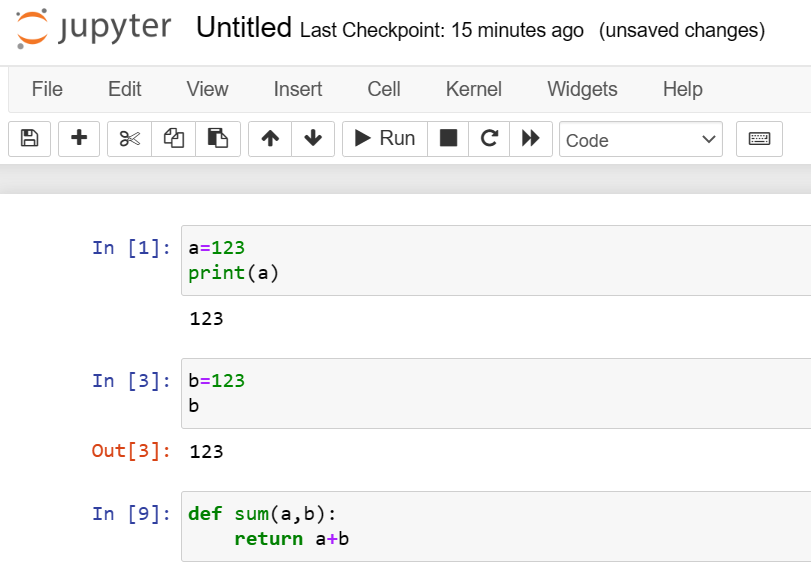 jupyter Untitled Last Checkpoint: 15 minutes ago (unsaved changes)
File Edit View Insert Cell Kernel Widgets Help
Run Code
In [1]: a=123
print(a)
123
In [3]: b=123
b
Out[3]: 123
In [9]: def sum(a,b):
    return a+b